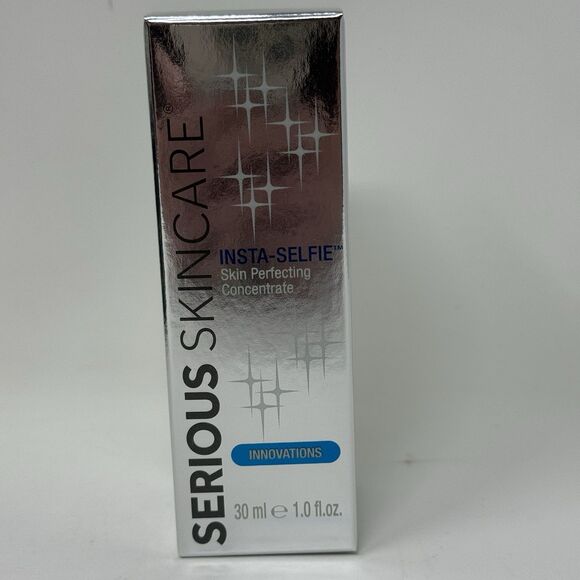 SERIOUS SKINCARE®
INSTA-SELFIE™
Skin Perfecting
Concentrate
INNOVATIONS
30 ml ℮ 1.0 fl.oz.